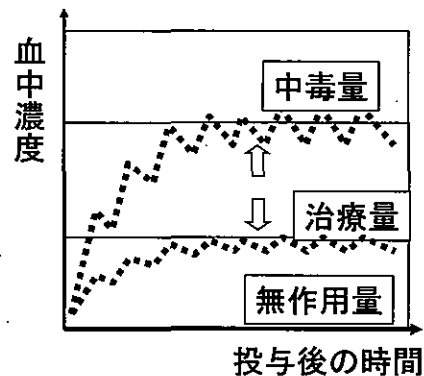 血中濃度
中毒量
治療量
無作用量
投与後の時間